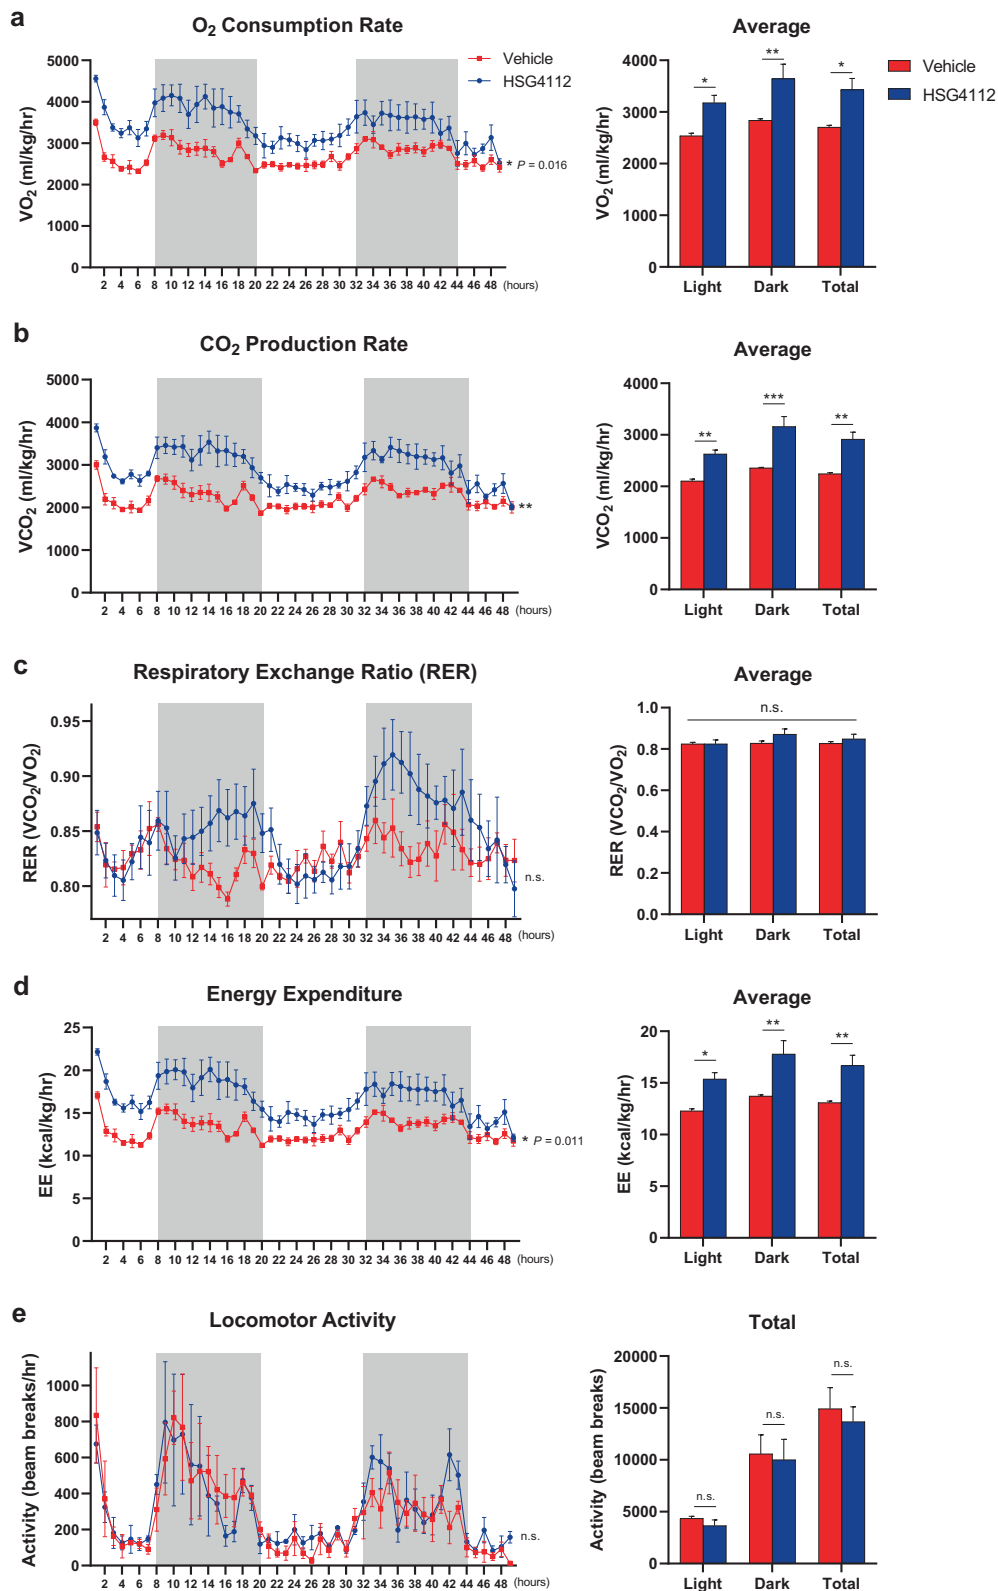 a
O2 Consumption Rate
Average
Vehicle
HSG4112
Vehicle
HSG4112
VO2 (ml/kg/hr)
5000
4000
3000
2000
1000
0
* P = 0.016
2 4 6 8 10 12 14 16 18 20 22 24 26 28 30 32 34 36 38 40 42 44 46 48 (hours)
VO2 (ml/kg/hr)
4000
3000
2000
1000
0
* ** *
Light Dark Total
b
CO2 Production Rate
Average
VCO2 (ml/kg/hr)
5000
4000
3000
2000
1000
0
**
2 4 6 8 10 12 14 16 18 20 22 24 26 28 30 32 34 36 38 40 42 44 46 48 (hours)
VCO2 (ml/kg/hr)
4000
3000
2000
1000
0
** *** **
Light Dark Total
c
Respiratory Exchange Ratio (RER)
Average
RER (VCO2/VO2)
0.95
0.90
0.85
0.80
n.s.
2 4 6 8 10 12 14 16 18 20 22 24 26 28 30 32 34 36 38 40 42 44 46 48 (hours)
RER (VCO2/VO2)
1.0
0.8
0.6
0.4
0.2
0.0
n.s.
Light Dark Total
d
Energy Expenditure
Average
EE (kcal/kg/hr)
25
20
15
10
5
0
* P = 0.011
2 4 6 8 10 12 14 16 18 20 22 24 26 28 30 32 34 36 38 40 42 44 46 48 (hours)
EE (kcal/kg/hr)
20
15
10
5
0
* ** **
Light Dark Total
e
Locomotor Activity
Total
Activity (beam breaks/hr)
1000
800
600
400
200
0
n.s.
2 4 6 8 10 12 14 16 18 20 22 24 26 28 30 32 34 36 38 40 42 44 46 48 (hours)
Activity (beam breaks)
20000
15000
10000
5000
0
n.s. n.s. n.s.
Light Dark Total